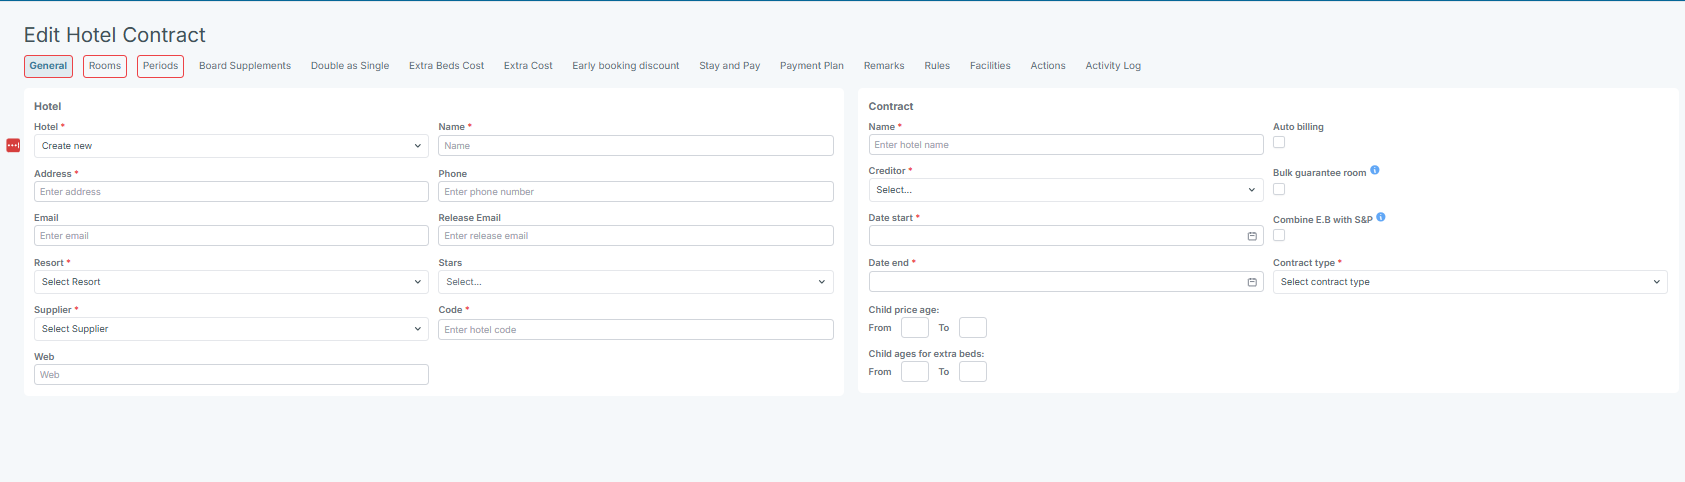 Edit Hotel Contract
General Rooms Periods Board Supplements Double as Single Extra Beds Cost Extra Cost Early booking discount Stay and Pay Payment Plan Remarks Rules Facilities Actions Activity Log
Hotel
Hotel *
Create new
Name *
Name
Address *
Enter address
Phone
Enter phone number
Email
Enter email
Release Email
Enter release email
Resort *
Select Resort
Stars
Select...
Supplier *
Select Supplier
Code *
Enter hotel code
Web
Web
Contract
Name *
Enter hotel name
Auto billing
Creditor *
Select...
Bulk guarantee room
Date start *
Combine E.B with S&P
Date end *
Contract type *
Select contract type
Child price age:
From To
Child ages for extra beds:
From To